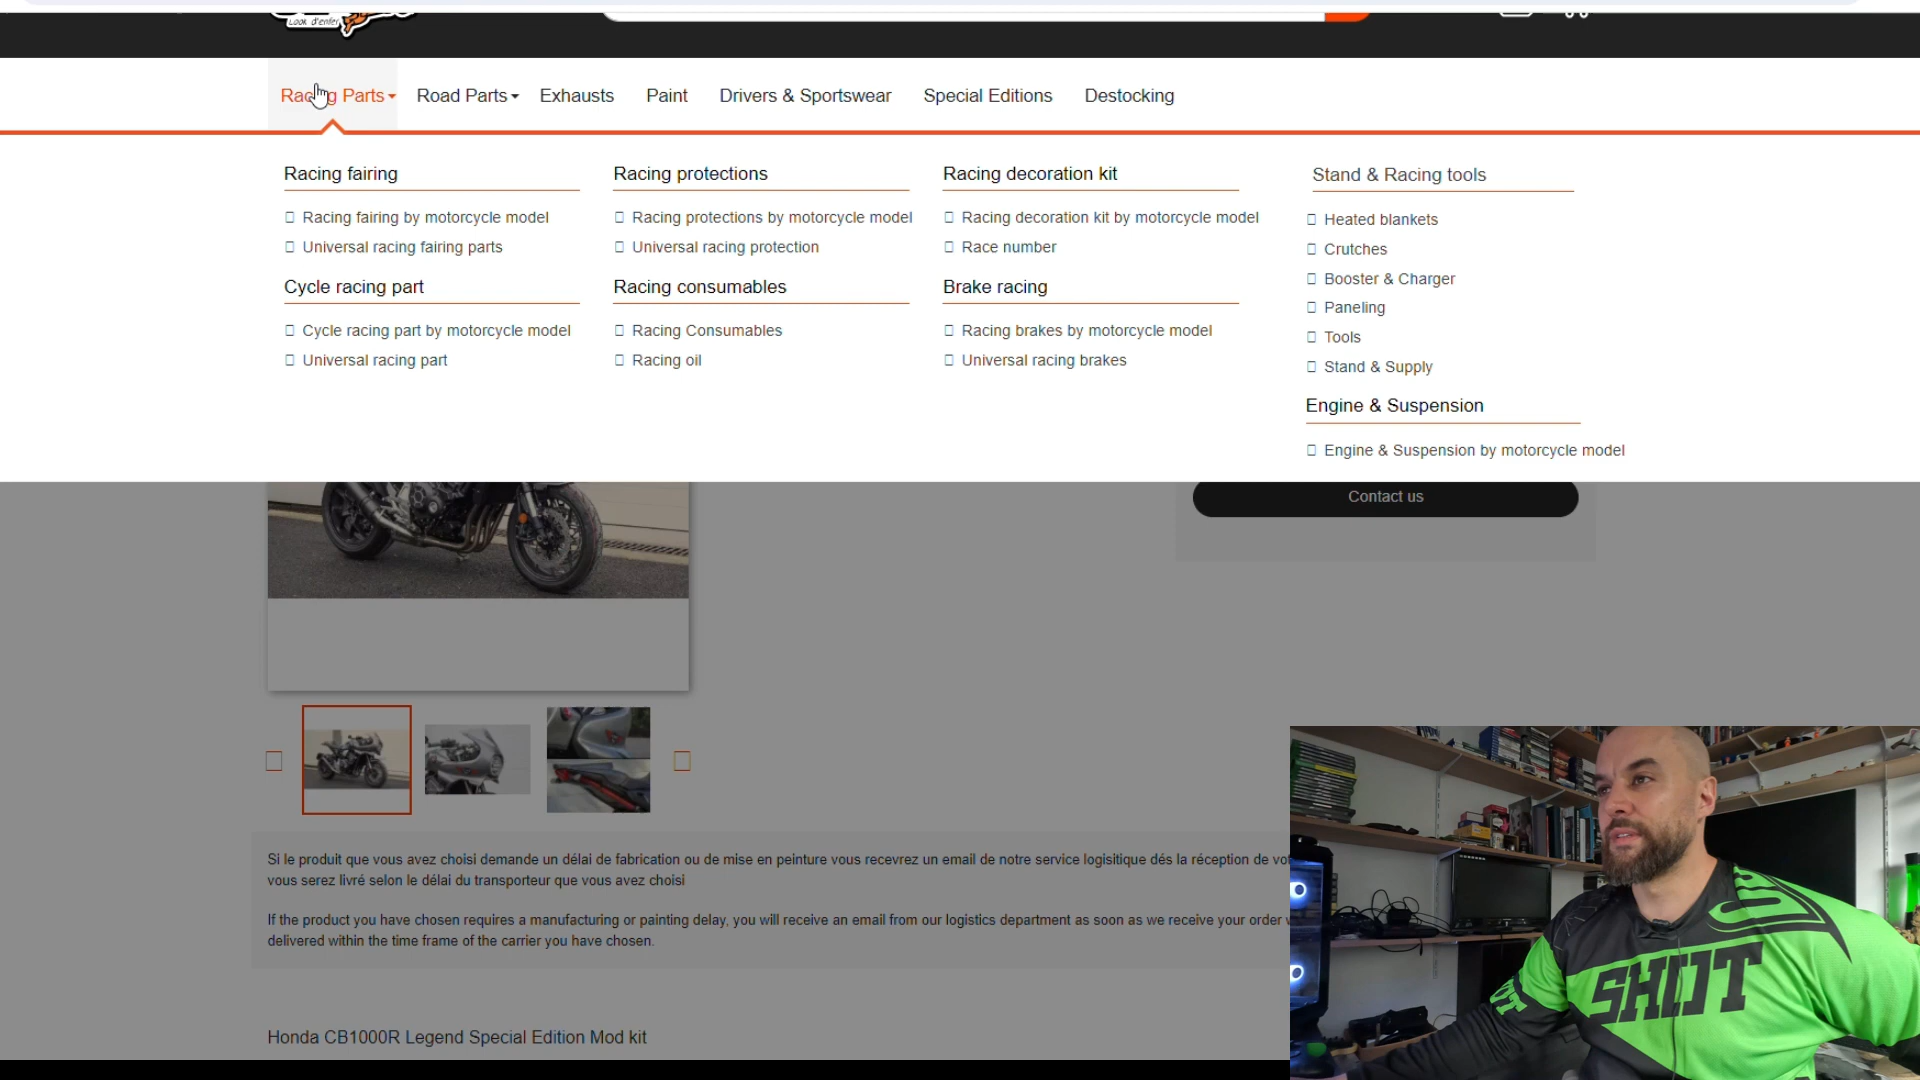 Look d'enfer
Racing Parts
Road Parts
Exhausts
Paint
Drivers & Sportswear
Special Editions
Destocking
Racing fairing
Racing fairing by motorcycle model
Universal racing fairing parts
Cycle racing part
Cycle racing part by motorcycle model
Universal racing part
Racing protections
Racing protections by motorcycle model
Universal racing protection
Racing consumables
Racing Consumables
Racing oil
Racing decoration kit
Racing decoration kit by motorcycle model
Race number
Brake racing
Racing brakes by motorcycle model
Universal racing brakes
Stand & Racing tools
Heated blankets
Crutches
Booster & Charger
Paneling
Tools
Stand & Supply
Engine & Suspension
Engine & Suspension by motorcycle model
Contact us
Si le produit que vous avez choisi demande un délai de fabrication ou de mise en peinture vous recevrez un email de notre service logisitique dés la réception de
vous serez livré selon le délai du transporteur que vous avez choisi
If the product you have chosen requires a manufacturing or painting delay, you will receive an email from our logistics department as soon as we receive your order
delivered within the time frame of the carrier you have chosen.
Honda CB1000R Legend Special Edition Mod kit
SHOT